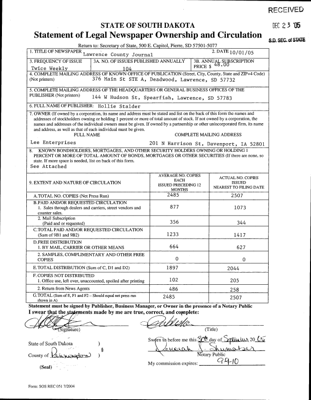 RECEIVED
DEC 23 05
S.D. SEC. of STATE
STATE OF SOUTH DAKOTA
Statement of Legal Newspaper Ownership and Circulation
Return to: Secretary of State, 500 E. Capitol, Pierre, SD 57501-5077
1. TITLE OF NEWSPAPER Lawrence County Journal
2. DATE 10/01/05
3. FREQUENCY OF ISSUE
Twice Weekly
3A. NO. OF ISSUES PUBLISHED ANNUALLY
104
3B. ANNUAL SUBSCRIPTION
PRICE $ 48.00
4. COMPLETE MAILING ADDRESS OF KNOWN OFFICE OF PUBLICATION (Street, City, County, State and ZIP+4 Code)
(Not printers) 376 Main St STE A, Deadwood, Lawrence, SD 57732
5. COMPLETE MAILING ADDRESS OF THE HEADQUARTERS OR GENERAL BUSINESS OFFICES OF THE
PUBLISHER (Not printers) 144 W Hudson St, Spearfish, Lawrence, SD 57783
6. FULL NAME OF PUBLISHER: Hollie Stalder
7. OWNER (If owned by a corporation, its name and address must be stated and list on the back of this form the names and
addresses of stockholders owning or holding 1 percent or more of total amount of stock. If not owned by a corporation, the
names and addresses of the individual owners must be given. If owned by a partnership or other unincorporated firm, its name
and address, as well as that of each individual must be given.
FULL NAME COMPLETE MAILING ADDRESS
Lee Enterprises 201 N Harrison St, Davenport, IA 52801
8. KNOWN BONDHOLDERS, MORTGAGES, AND OTHER SECURITY HOLDERS OWNING OR HOLDING 1
PERCENT OR MORE OF TOTAL AMOUNT OF BONDS, MORTGAGES OR OTHER SECURITIES (If there are none, so
state. If more space is needed, list on back of this form).
See Attached
9. EXTENT AND NATURE OF CIRCULATION
AVERAGE NO. COPIES
EACH
ISSUED PRECEDING 12
MONTHS
ACTUAL NO. COPIES
ISSUED
NEAREST TO FILING DATE
A. TOTAL NO. COPIES (Net Press Run) 2485 2507
B. PAID AND/OR REQUESTED CIRCULATION
1. Sales through dealers and carriers, street vendors and
counter sales. 877 1073
2. Mail Subscription
(Paid and or requested) 356 344
C. TOTAL PAID AND/OR REQUESTED CIRCULATION
(Sum of 9B1 and 9B2) 1233 1417
D. FREE DISTRIBUTION
1. BY MAIL, CARRIER OR OTHER MEANS 664 627
2. SAMPLES, COMPLIMENTARY AND OTHER FREE
COPIES 0 0
E. TOTAL DISTRIBUTION (Sum of C, D1 and D2) 1897 2044
F. COPIES NOT DISTRIBUTED
1. Office use, left over, unaccounted, spoiled after printing 102 205
2. Return from News Agents 486 258
G. TOTAL (Sum of E, F1 and F2 - Should equal net press run
shown in A) 2485 2507
Statement must be signed by Publisher, Business Manager, or Owner in the presence of a Notary Public
I swear that the statements made by me are true, correct, and complete:
(Signature) (Title)
State of South Dakota )
County of )
(Seal)
Sworn to before me this day of September, 20 05
Notary Public
My commission expires:
Form: SOS REC 051 7/2004